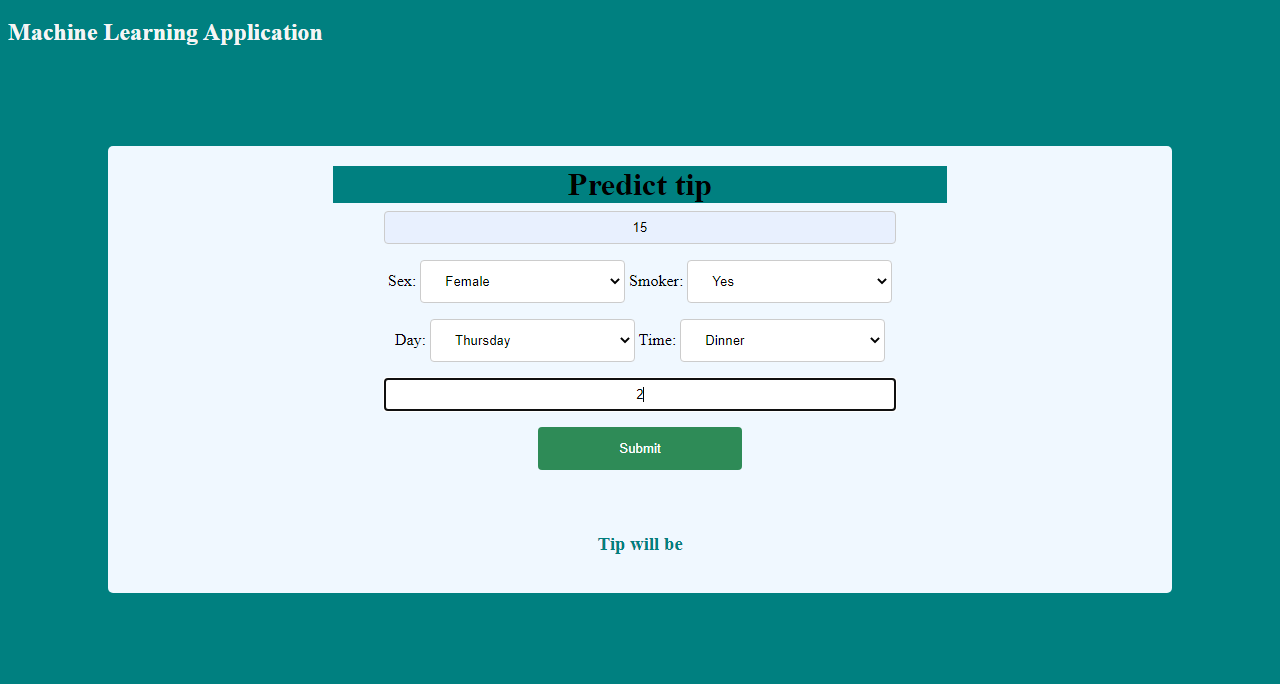 Machine Learning Application
Predict tip
15
Sex: Female Smoker: Yes
Day: Thursday Time: Dinner
2
Submit
Tip will be